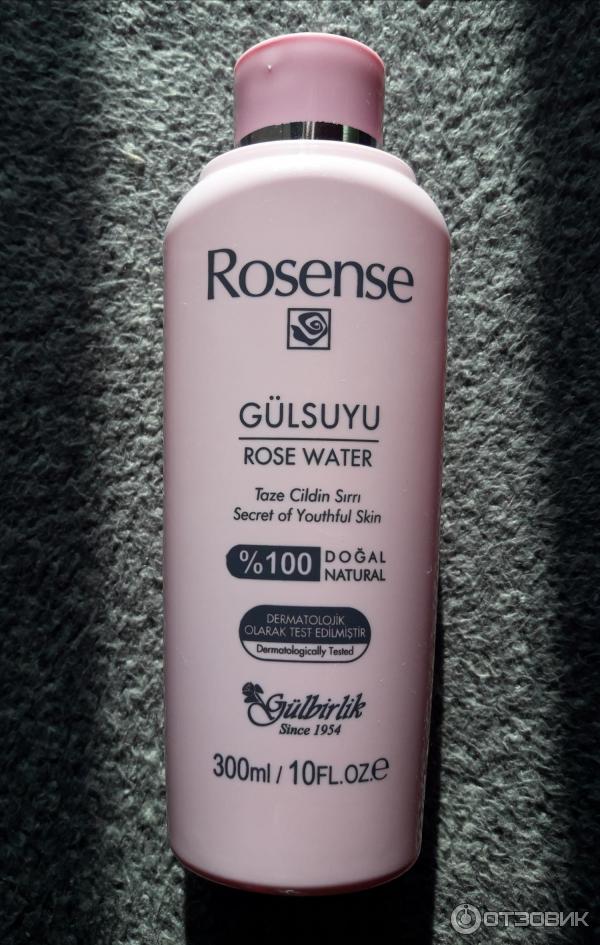 Rosense
GÜLSUYU
ROSE WATER
Taze Cildin Sırrı
Secret of Youthful Skin
%100 DOĞAL
NATURAL
DERMATOLOJİK
OLARAK TEST EDİLMİŞTİR
Dermatologically Tested
Gülbirlik
Since 1954
300ml / 10FL.OZ.℮
ОТЗОВИК